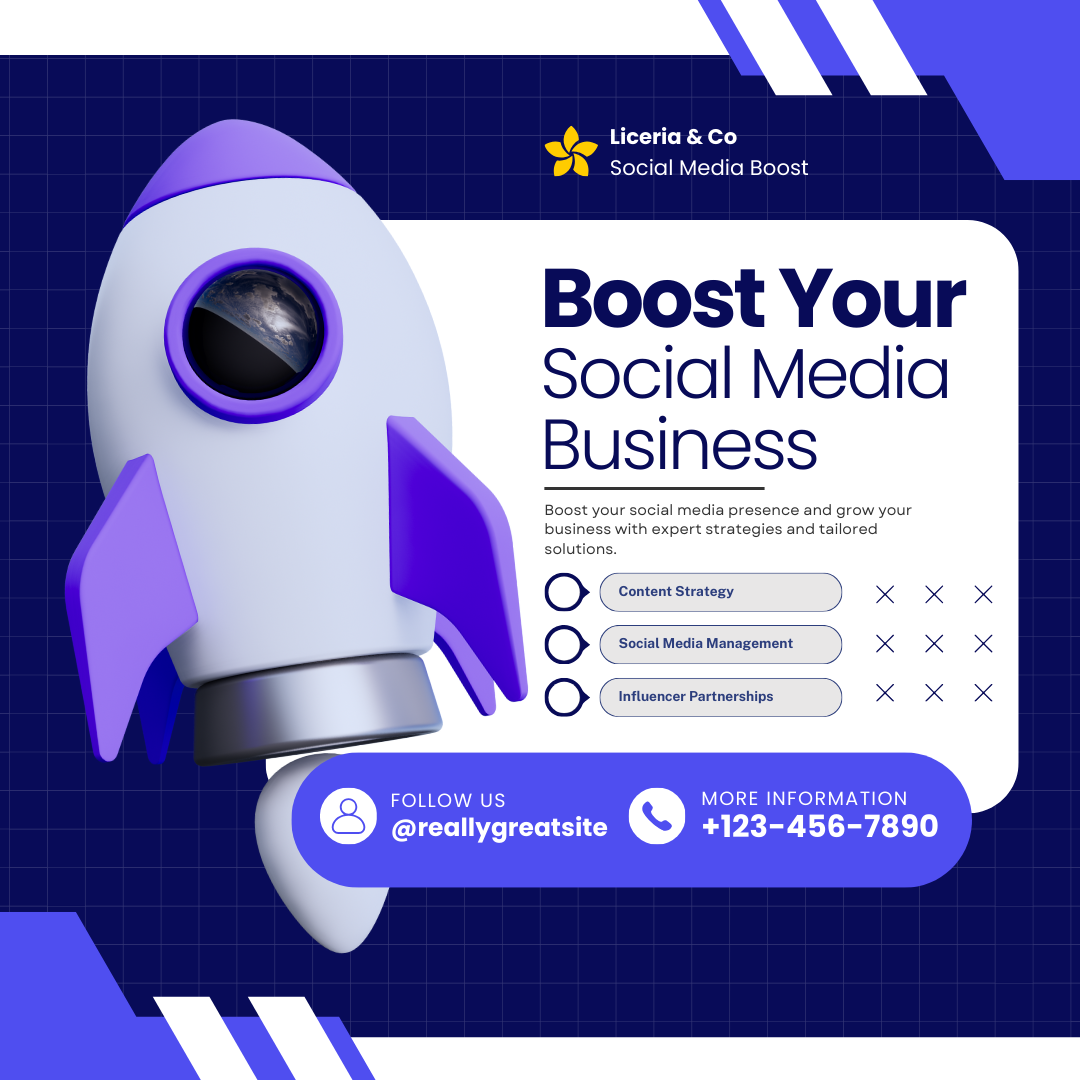 Liceria & Co
Social Media Boost
Boost Your
Social Media
Business
Boost your social media presence and grow your
business with expert strategies and tailored
solutions.
Content Strategy
Social Media Management
Influencer Partnerships
FOLLOW US
@reallygreatsite
MORE INFORMATION
+123-456-7890